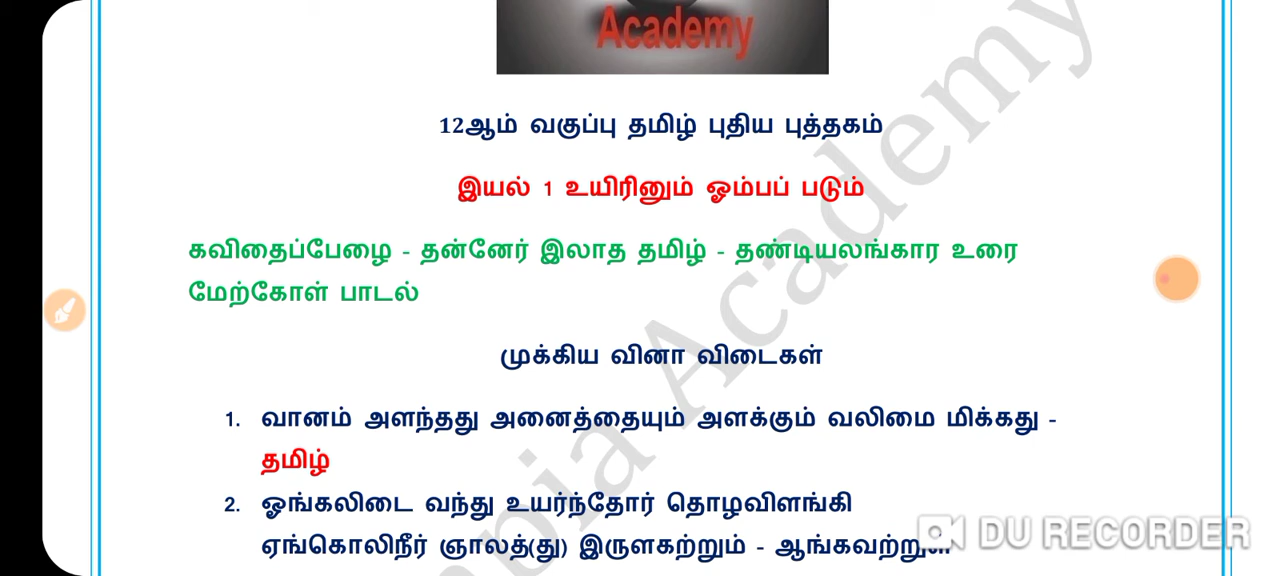 Academy
12ஆம் வகுப்பு தமிழ் புதிய புத்தகம்
இயல் 1 உயிரினும் ஓம்பப் படும்
கவிதைப்பேழை - தன்னேர் இலாத தமிழ் - தண்டியலங்கார உரை
மேற்கோள் பாடல்
முக்கிய வினா விடைகள்
1. வானம் அளந்தது அனைத்தையும் அளக்கும் வலிமை மிக்கது -
தமிழ்
2. ஓங்கலிடை வந்து உயர்ந்தோர் தொழவிளங்கி
ஏங்கொலிநீர் ஞாலத்(து) இருளகற்றும் - ஆங்கவற்றுள்
DU RECORDER
Academy